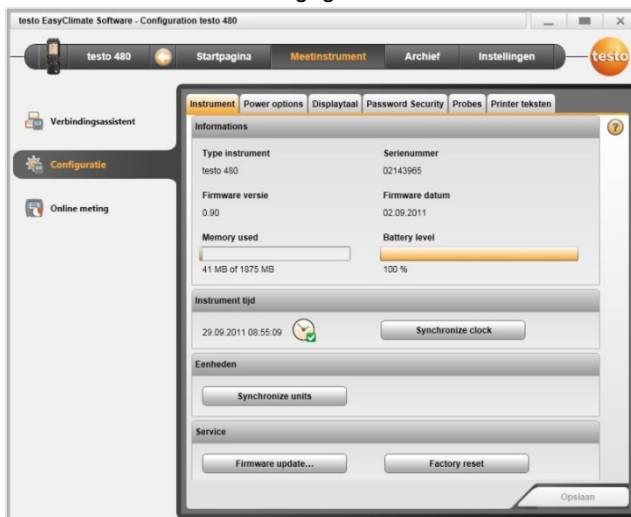 testo EasyClimate Software - Configuration testo 480
testo 480 Startpagina Meetinstrument Archief Instellingen testo
Instrument Power options Displaytaal Password Security Probes Printer teksten
Verbindingsassistent
Configuratie
Online meting
Informations
Type instrument Serienummer
testo 480 02143965
Firmware versie Firmware datum
0.90 02.09.2011
Memory used Battery level
41 MB of 1875 MB 100 %
Instrument tijd
29.09.2011 08:55:09 Synchronize clock
Eenheden
Synchronize units
Service
Firmware update... Factory reset
Opslaan